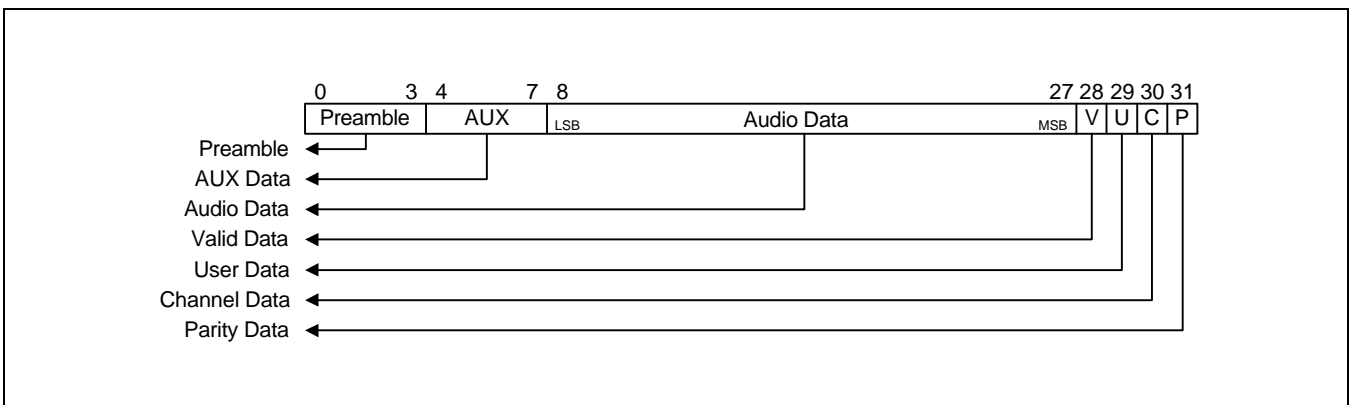 0 3 4 7 8 27 28 29 30 31
Preamble AUX LSB Audio Data MSB V U C P
Preamble
AUX Data
Audio Data
Valid Data
User Data
Channel Data
Parity Data